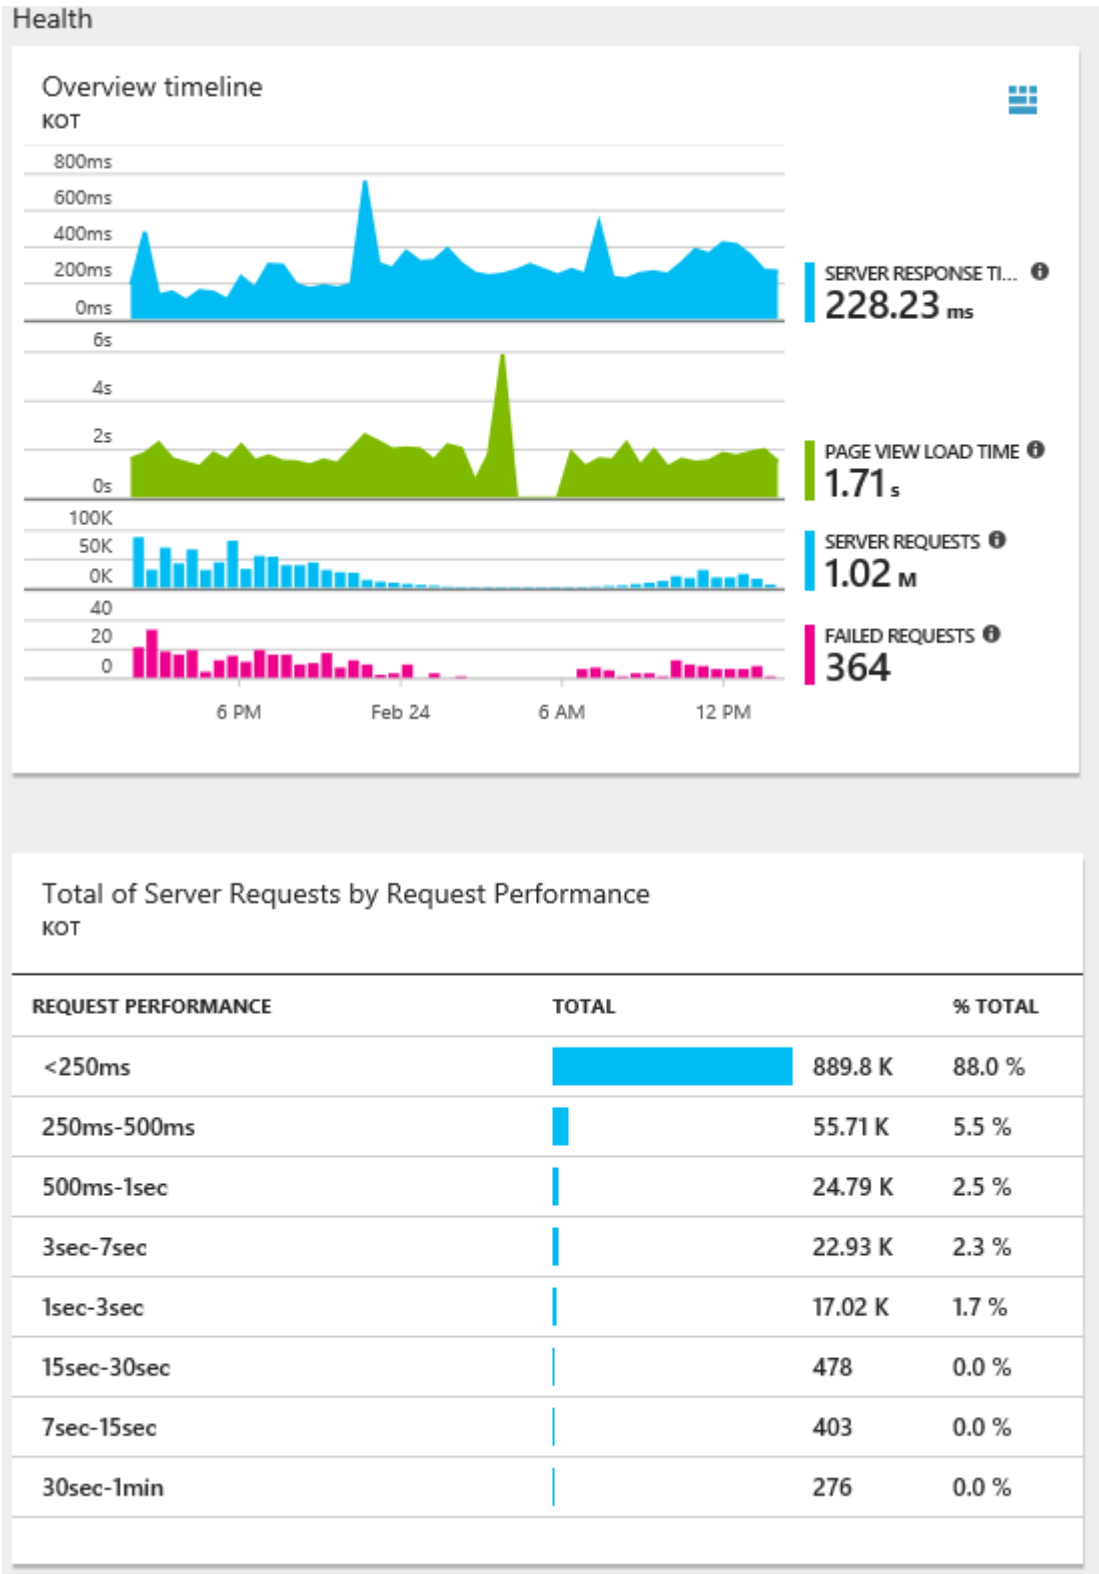 Health
Overview timeline
KOT
800ms
600ms
400ms
200ms
0ms
SERVER RESPONSE TI...
228.23 ms
6s
4s
2s
0s
PAGE VIEW LOAD TIME
1.71 s
100K
50K
0K
SERVER REQUESTS
1.02 M
40
20
0
FAILED REQUESTS
364
6 PM Feb 24 6 AM 12 PM
Total of Server Requests by Request Performance
KOT
REQUEST PERFORMANCE TOTAL % TOTAL
<250ms 889.8 K 88.0 %
250ms-500ms 55.71 K 5.5 %
500ms-1sec 24.79 K 2.5 %
3sec-7sec 22.93 K 2.3 %
1sec-3sec 17.02 K 1.7 %
15sec-30sec 478 0.0 %
7sec-15sec 403 0.0 %
30sec-1min 276 0.0 %